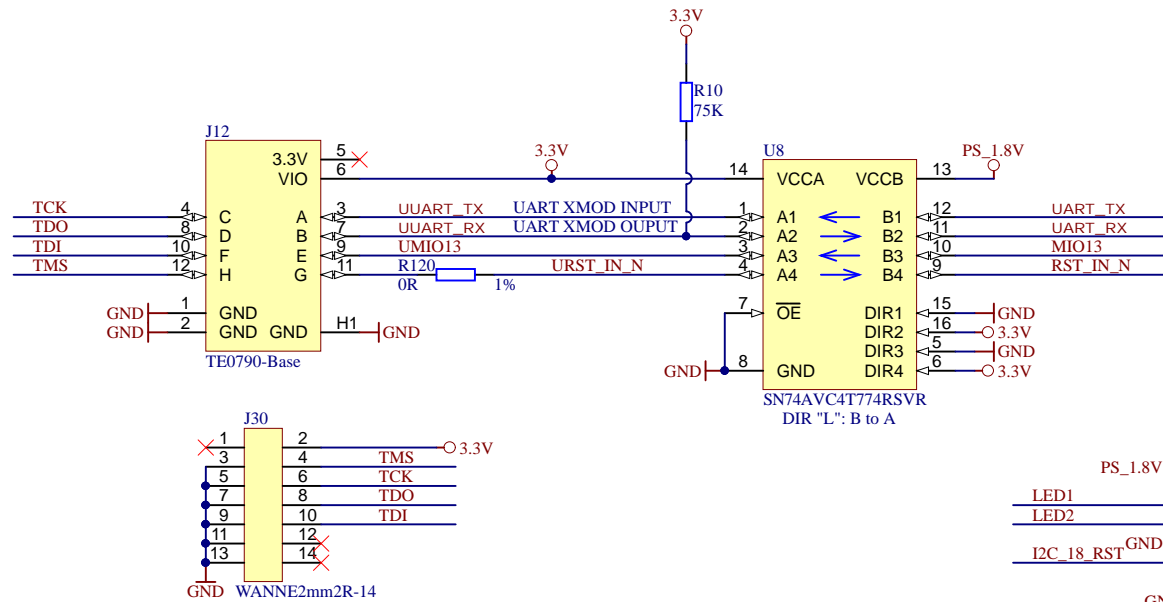 3.3V
R10
75K
J12
3.3V 5
VIO 6
3.3V
U8
PS_1.8V
14 VCCA VCCB 13
TCK 4 C A 3 UUART_TX UART XMOD INPUT 1 A1 B1 12 UART_TX
TDO 8 D B 7 UUART_RX UART XMOD OUPUT 2 A2 B2 11 UART_RX
TDI 10 F E 9 UMIO13 3 A3 B3 10 MIO13
TMS 12 H G 11 R120 0R 1% URST_IN_N 4 A4 B4 9 RST_IN_N
GND 1 GND
GND 2 GND GND H1 GND
TE0790-Base
7 OE DIR1 15 GND
DIR2 16 3.3V
DIR3 5 GND
GND 8 GND DIR4 6 3.3V
SN74AVC4T774RSVR
DIR "L": B to A
J30
1 2 3.3V
3 4 TMS
5 6 TCK
7 8 TDO
9 10 TDI
11 12
13 14
GND WANNE2mm2R-14
PS_1.8V
LED1
LED2
GND
I2C_18_RST